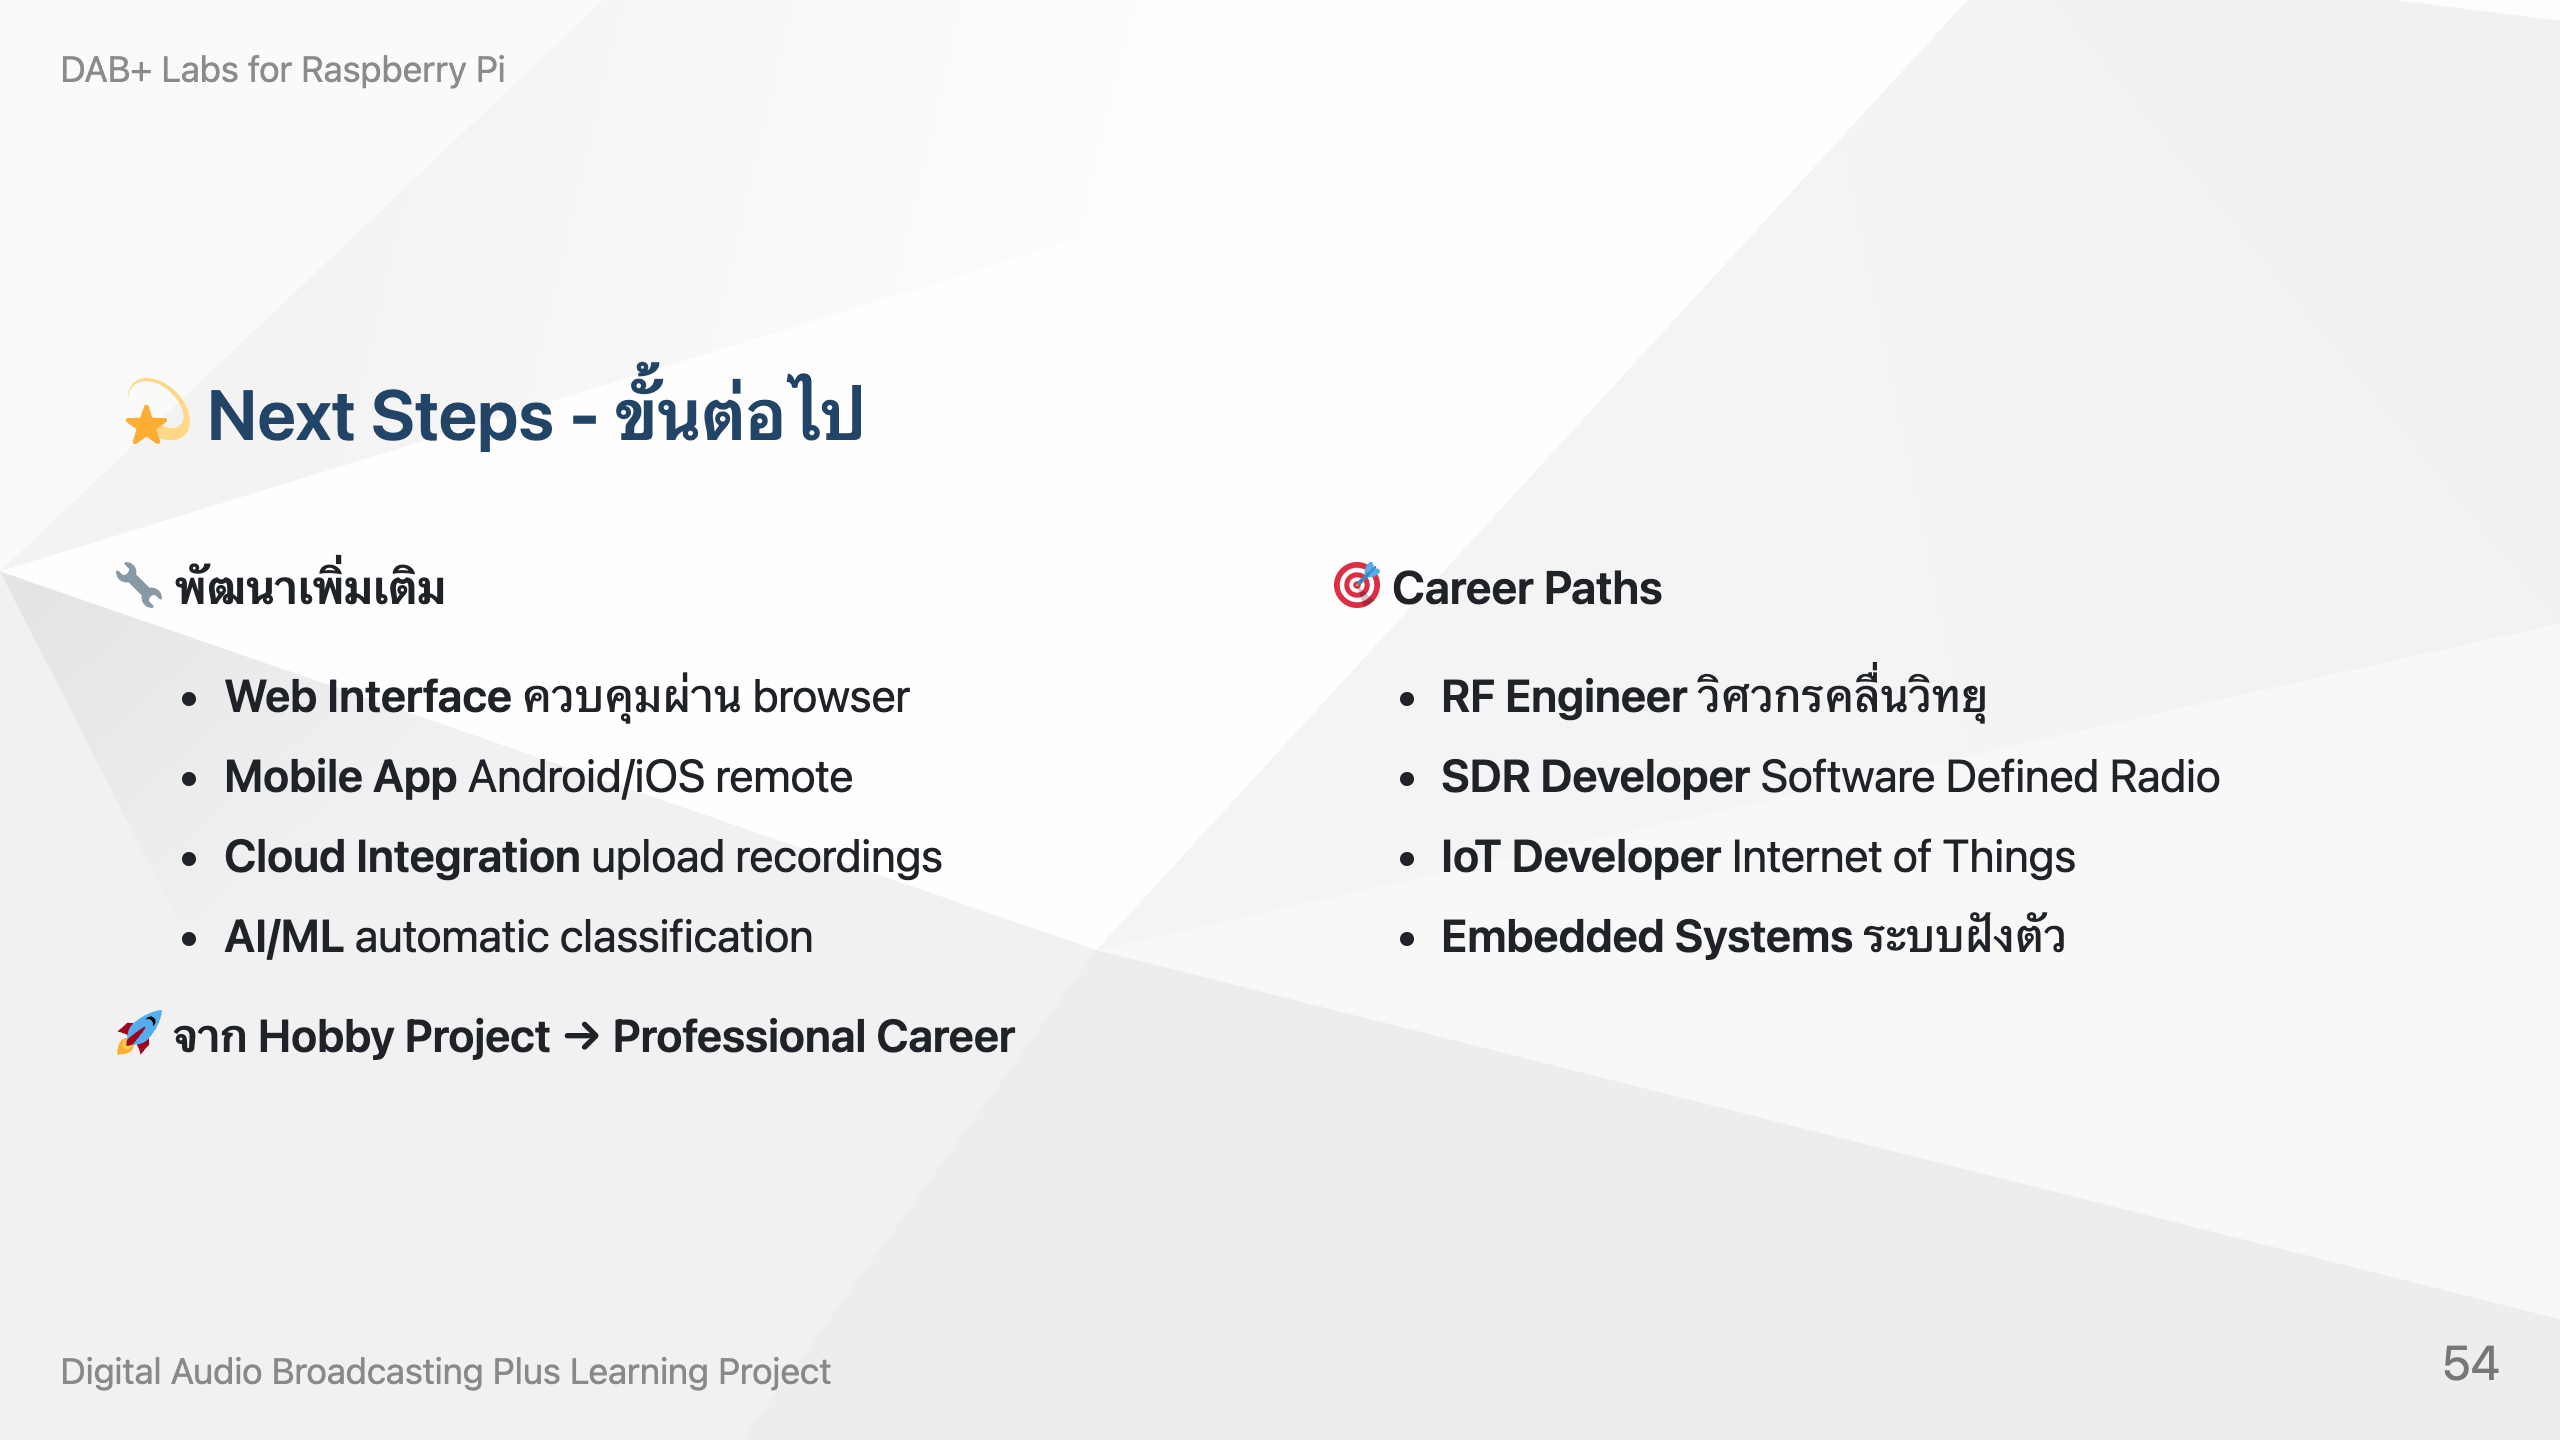 DAB+ Labs for Raspberry Pi
💫 Next Steps - ขั้นต่อไป
🔧 พัฒนาเพิ่มเติม
• Web Interface ควบคุมผ่าน browser
• Mobile App Android/iOS remote
• Cloud Integration upload recordings
• AI/ML automatic classification
🚀 จาก Hobby Project → Professional Career
🎯 Career Paths
• RF Engineer วิศวกรคลื่นวิทยุ
• SDR Developer Software Defined Radio
• IoT Developer Internet of Things
• Embedded Systems ระบบฝังตัว
Digital Audio Broadcasting Plus Learning Project
54